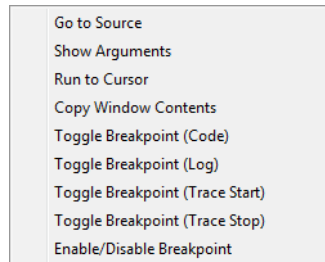 Go to Source
Show Arguments
Run to Cursor
Copy Window Contents
Toggle Breakpoint (Code)
Toggle Breakpoint (Log)
Toggle Breakpoint (Trace Start)
Toggle Breakpoint (Trace Stop)
Enable/Disable Breakpoint